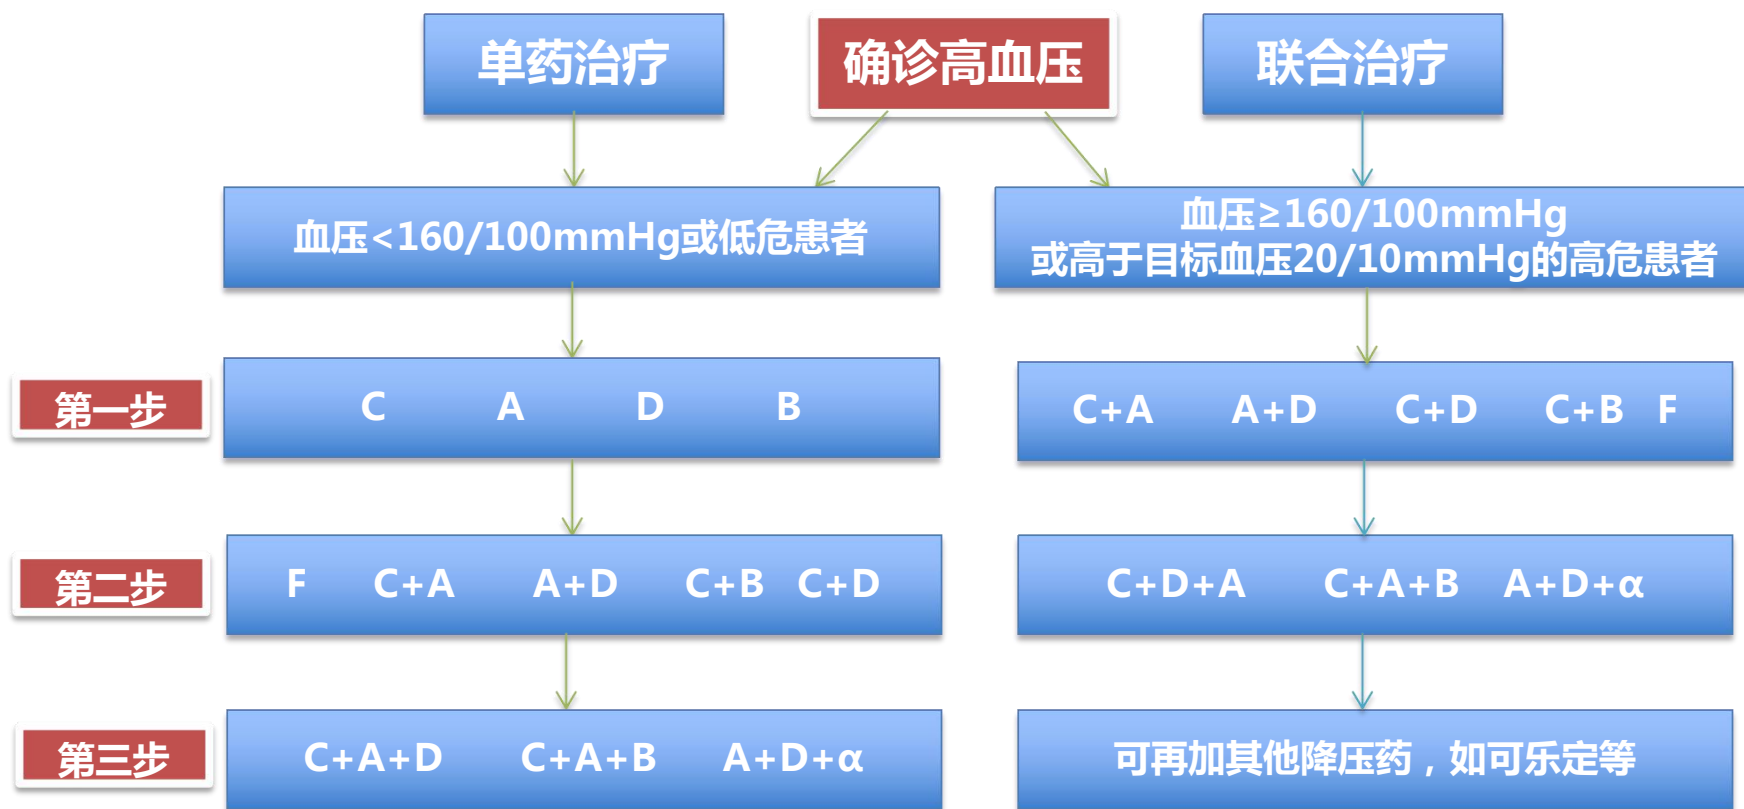 单药治疗
确诊高血压
联合治疗
血压<160/100mmHg或低危患者
血压≥160/100mmHg
或高于目标血压20/10mmHg的高危患者
第一步
C A D B
C+A A+D C+D C+B F
第二步
F C+A A+D C+B C+D
C+D+A C+A+B A+D+α
第三步
C+A+D C+A+B A+D+α
可再加其他降压药，如可乐定等